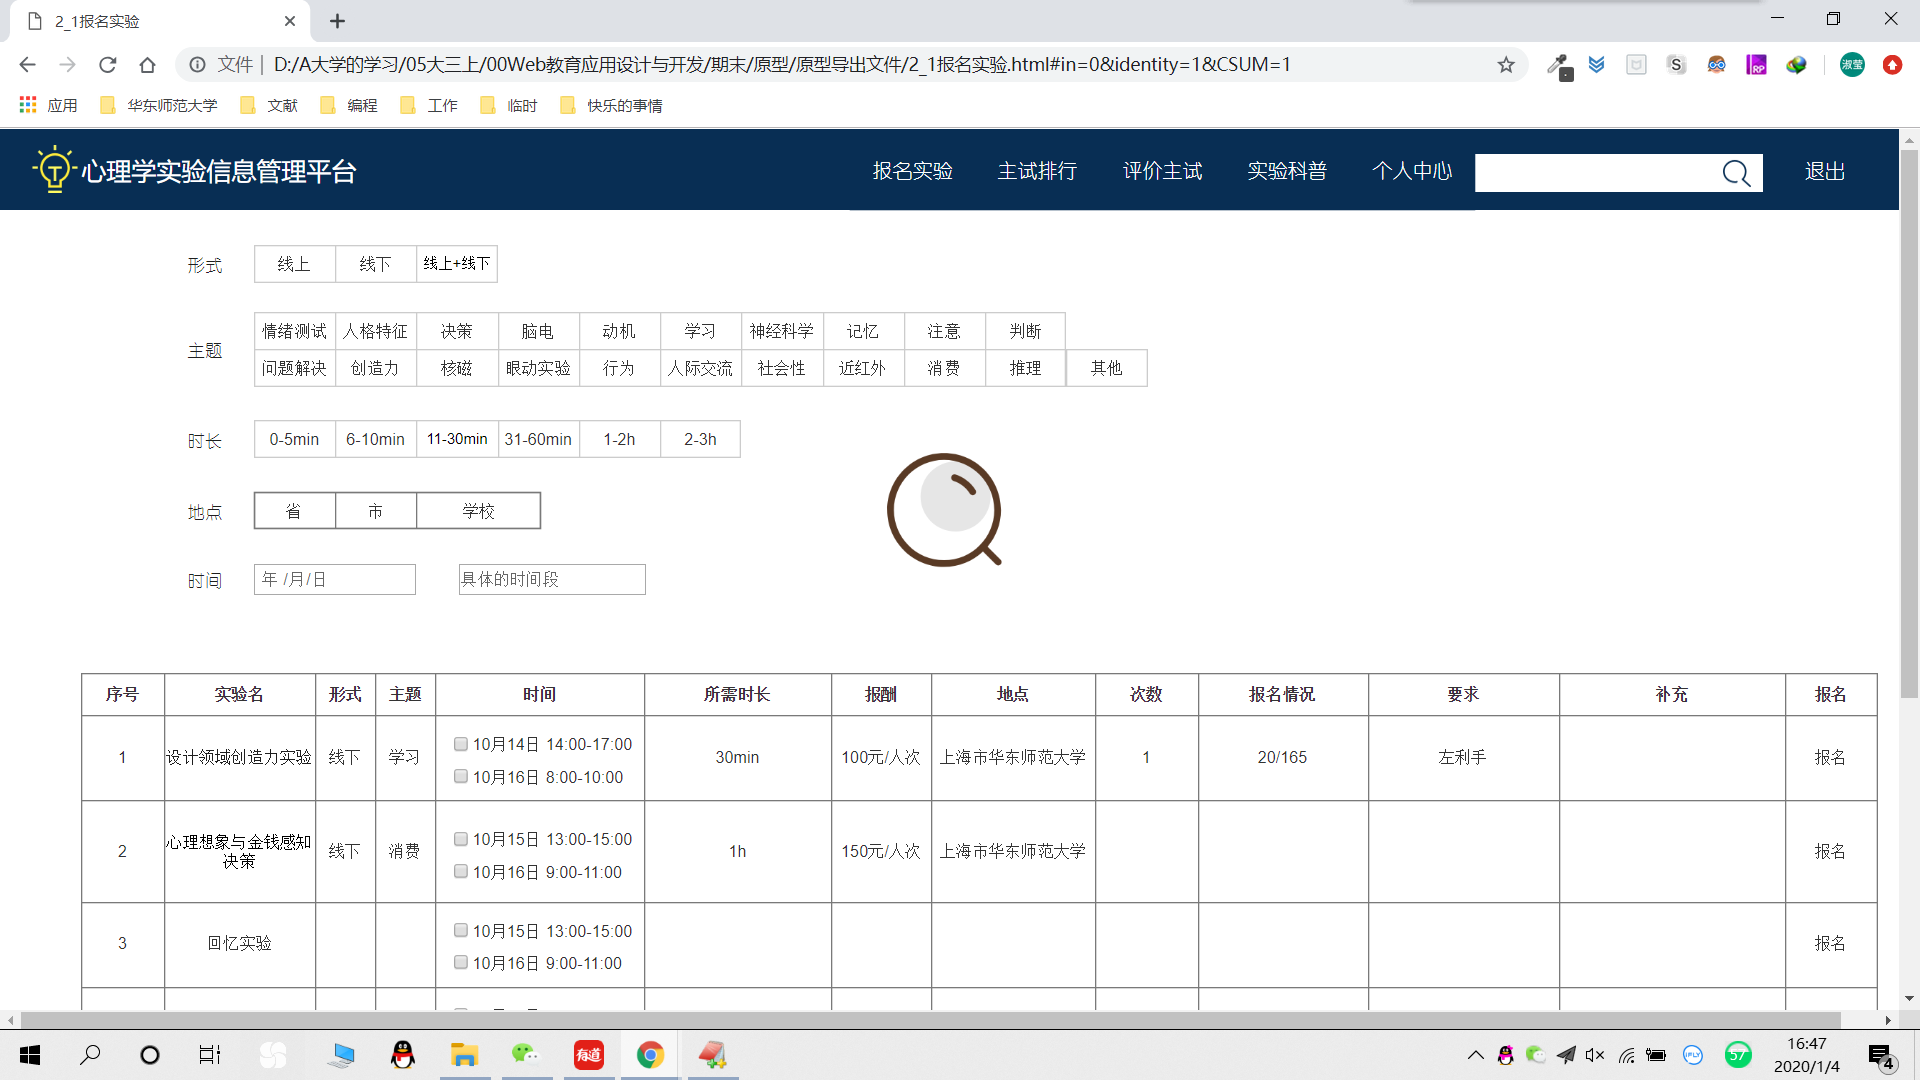 2_1报名实验
文件 | D:/A大学的学习/05大三上/00Web教育应用设计与开发/期末/原型/原型导出文件/2_1报名实验.html#in=0&identity=1&CSUM=1
S
RP
淑莹
应用 华东师范大学 文献 编程 工作 临时 快乐的事情
T
心理学实验信息管理平台 报名实验 主试排行 评价主试 实验科普 个人中心 退出
形式 线上 线下 线上+线下
主题
情绪测试 人格特征 决策 脑电 动机 学习 神经科学 记忆 注意 判断
问题解决 创造力 核磁 眼动实验 行为 人际交流 社会性 近红外 消费 推理 其他
时长 0-5min 6-10min 11-30min 31-60min 1-2h 2-3h
地点 省 市 学校
时间 年 /月/日 具体的时间段
序号 实验名 形式 主题 时间 所需时长 报酬 地点 次数 报名情况 要求 补充 报名
1 设计领域创造力实验 线下 学习 10月14日 14:00-17:00 30min 100元/人次 上海市华东师范大学 1 20/165 左利手 报名
10月16日 8:00-10:00
2 心理想象与金钱感知决策 线下 消费 10月15日 13:00-15:00 1h 150元/人次 上海市华东师范大学 报名
10月16日 9:00-11:00
3 回忆实验 10月15日 13:00-15:00 报名
10月16日 9:00-11:00
有道
iFLY
57
16:47
2020/1/4
4